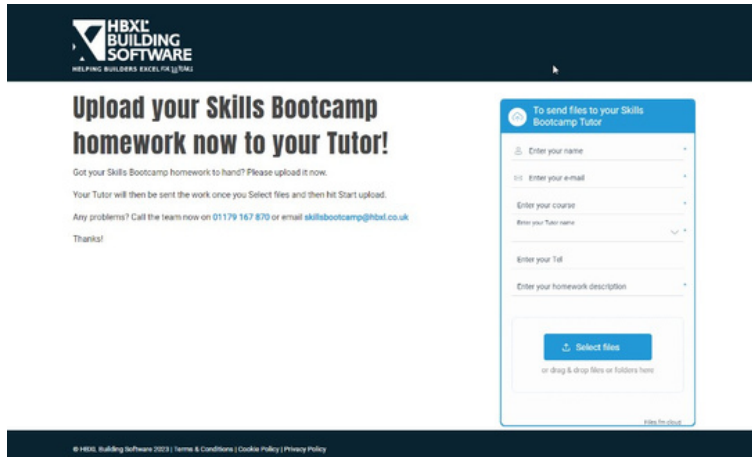 HBXL
BUILDING
SOFTWARE
HELPING BUILDERS EXCEL FOR YEARS
Upload your Skills Bootcamp
homework now to your Tutor!
Got your Skills Bootcamp homework to hand? Please upload it now.
Your Tutor will then be sent the work once you Select files and then hit Start upload.
Any problems? Call the team now on 01179 167 870 or email skillsbootcamp@hbxl.co.uk
Thanks!
To send files to your Skills
Bootcamp Tutor
Enter your name *
Enter your e-mail *
Enter your course *
Enter your Tutor name
*
Enter your Tel
Enter your homework description *
Select files
or drag & drop files or folders here
Files fm cloud
© HBXL Building Software 2023 | Terms & Conditions | Cookie Policy | Privacy Policy